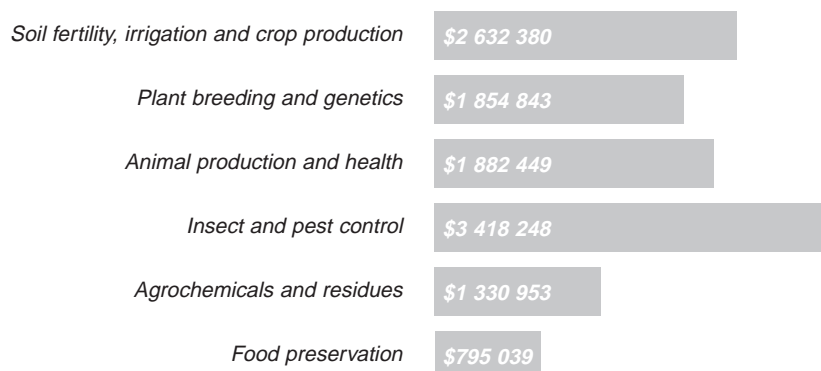 Soil fertility, irrigation and crop production $2 632 380
Plant breeding and genetics $1 854 843
Animal production and health $1 882 449
Insect and pest control $3 418 248
Agrochemicals and residues $1 330 953
Food preservation $795 039